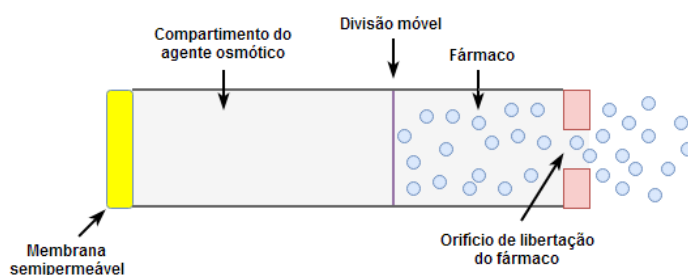 Compartimento do
agente osmótico
Divisão móvel
Fármaco
Membrana
semipermeável
Orifício de libertação
do fármaco